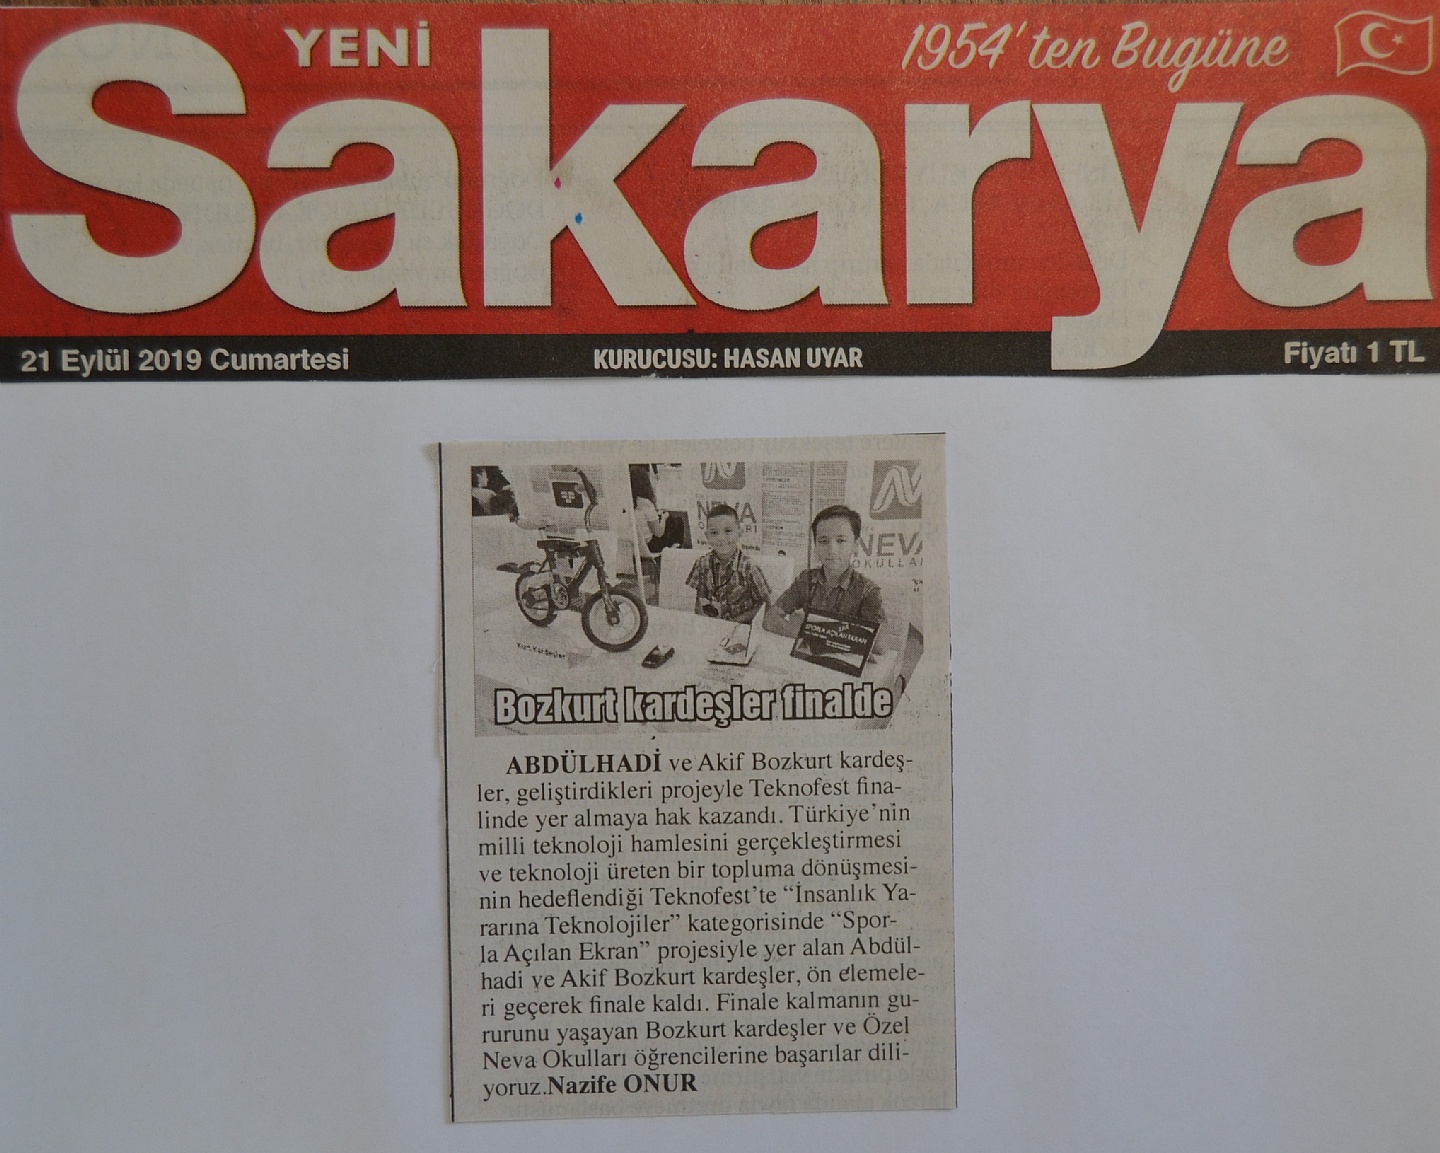 YENİ
1954'ten Bugüne
Sakarya
21 Eylül 2019 Cumartesi
KURUCUSU: HASAN UYAR
Fiyatı 1 TL
NEVA
NEVA
OKULLAR
SPORLA AÇILAN EKRAN
Bozkurt kardeşler finalde
ABDÜLHADİ ve Akif Bozkurt kardeş-
ler, geliştirdikleri projeyle Teknofest fina-
linde yer almaya hak kazandı. Türkiye'nin
milli teknoloji hamlesini gerçekleştirmesi
ve teknoloji üreten bir topluma dönüşmesi-
nin hedeflendiği Teknofest'te “İnsanlık Ya-
rarına Teknolojiler” kategorisinde “Spor-
la Açılan Ekran” projesiyle yer alan Abdül-
hadi ve Akif Bozkurt kardeşler, ön elemele-
ri geçerek finale kaldı. Finale kalmanın gu-
rurunu yaşayan Bozkurt kardeşler ve Özel
Neva Okulları öğrencilerine başarılar dili-
yoruz.Nazife ONUR